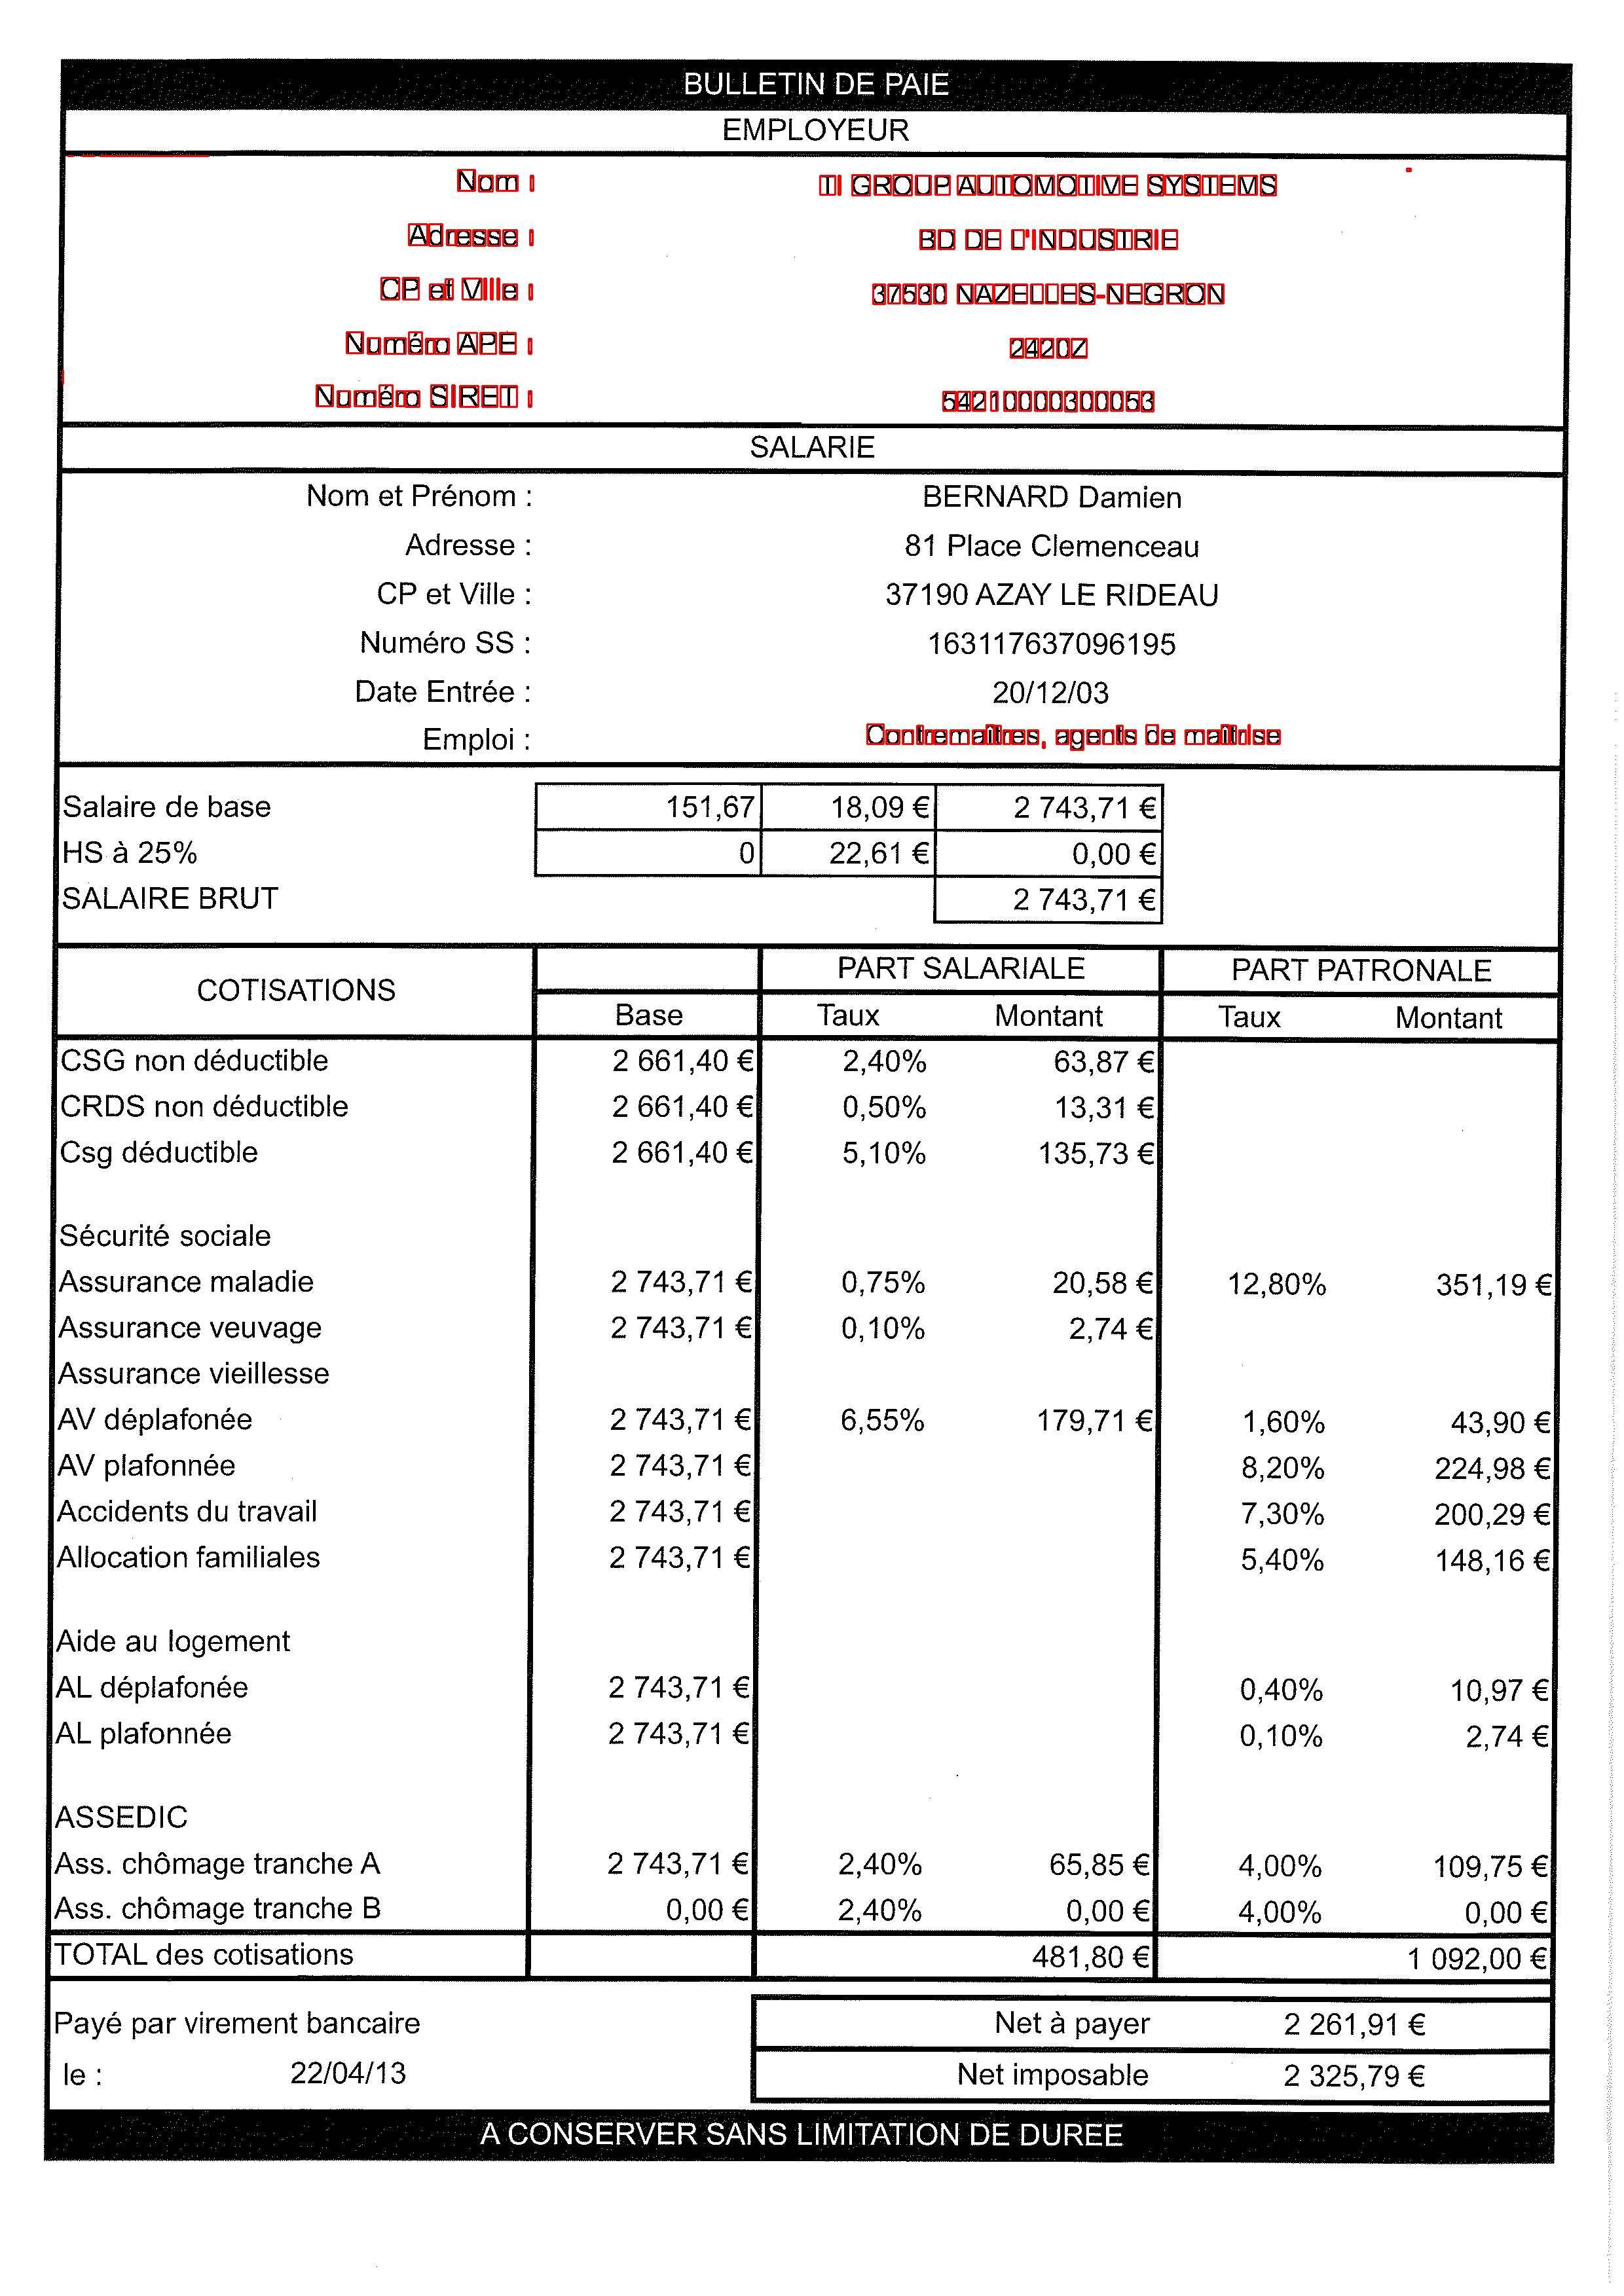 BULLETIN DE PAIE
EMPLOYEUR
Nom : TI GROUP AUTOMOTIVE SYSTEMS
Adresse : BD DE L'INDUSTRIE
CP et Ville : 37530 NAZELLES-NEGRON
Numéro APE : 2420Z
Numéro SIRET : 54210000300053
SALARIE
Nom et Prénom : BERNARD Damien
Adresse : 81 Place Clemenceau
CP et Ville : 37190 AZAY LE RIDEAU
Numéro SS : 163117637096195
Date Entrée : 20/12/03
Emploi : Contremaîtres, agents de maîtrise
Salaire de base 151,67 18,09 € 2 743,71 €
HS à 25% 0 22,61 € 0,00 €
SALAIRE BRUT 2 743,71 €
COTISATIONS PART SALARIALE PART PATRONALE
Base Taux Montant Taux Montant
CSG non déductible 2 661,40 € 2,40% 63,87 €
CRDS non déductible 2 661,40 € 0,50% 13,31 €
Csg déductible 2 661,40 € 5,10% 135,73 €
Sécurité sociale
Assurance maladie 2 743,71 € 0,75% 20,58 € 12,80% 351,19 €
Assurance veuvage 2 743,71 € 0,10% 2,74 €
Assurance vieillesse
AV déplafonée 2 743,71 € 6,55% 179,71 € 1,60% 43,90 €
AV plafonnée 2 743,71 € 8,20% 224,98 €
Accidents du travail 2 743,71 € 7,30% 200,29 €
Allocation familiales 2 743,71 € 5,40% 148,16 €
Aide au logement
AL déplafonée 2 743,71 € 0,40% 10,97 €
AL plafonnée 2 743,71 € 0,10% 2,74 €
ASSEDIC
Ass. chômage tranche A 2 743,71 € 2,40% 65,85 € 4,00% 109,75 €
Ass. chômage tranche B 0,00 € 2,40% 0,00 € 4,00% 0,00 €
TOTAL des cotisations 481,80 € 1 092,00 €
Payé par virement bancaire Net à payer 2 261,91 €
le : 22/04/13 Net imposable 2 325,79 €
A CONSERVER SANS LIMITATION DE DUREE